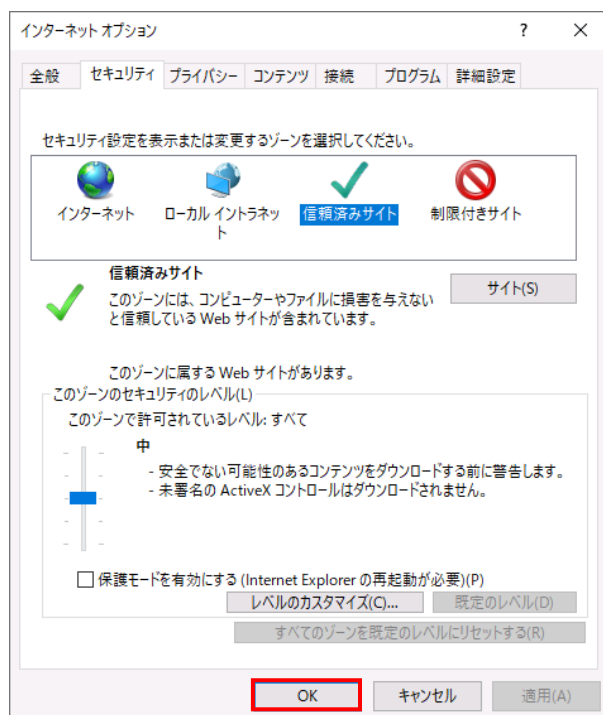 インターネット オプション
?
×
全般 セキュリティ プライバシー コンテンツ 接続 プログラム 詳細設定
セキュリティ設定を表示または変更するゾーンを選択してください。
インターネット
ローカル イントラネッ
ト
信頼済みサイト
制限付きサイト
信頼済みサイト
このゾーンには、コンピューターやファイルに損害を与えない
と信頼している Web サイトが含まれています。
サイト(S)
このゾーンに属する Web サイトがあります。
このゾーンのセキュリティのレベル(L)
このゾーンで許可されているレベル: すべて
中
- 安全でない可能性のあるコンテンツをダウンロードする前に警告します。
- 未署名の ActiveX コントロールはダウンロードされません。
保護モードを有効にする (Internet Explorer の再起動が必要)(P)
レベルのカスタマイズ(C)... 既定のレベル(D)
すべてのゾーンを既定のレベルにリセットする(R)
OK キャンセル 適用(A)